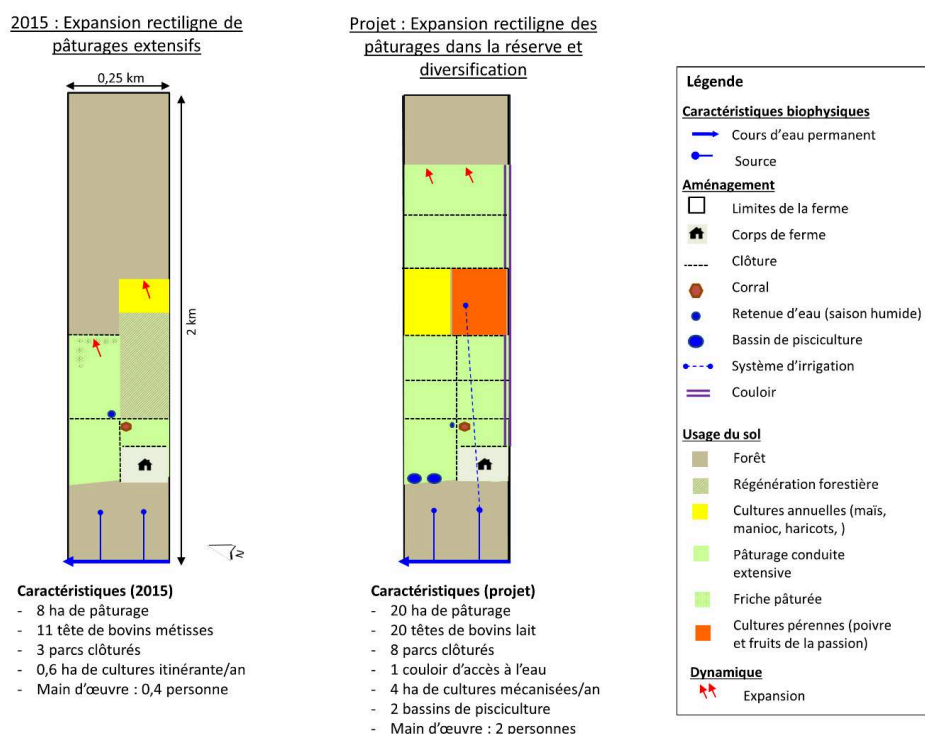 2015 : Expansion rectiligne de
pâturages extensifs
0,25 km
2 km
N
Caractéristiques (2015)
- 8 ha de pâturage
- 11 tête de bovins métisses
- 3 parcs clôturés
- 0,6 ha de cultures itinérante/an
- Main d'œuvre : 0,4 personne
Projet : Expansion rectiligne des
pâturages dans la réserve et
diversification
Caractéristiques (projet)
- 20 ha de pâturage
- 20 têtes de bovins lait
- 8 parcs clôturés
- 1 couloir d'accès à l'eau
- 4 ha de cultures mécanisées/an
- 2 bassins de pisciculture
- Main d'œuvre : 2 personnes
Légende
Caractéristiques biophysiques
Cours d'eau permanent
Source
Aménagement
Limites de la ferme
Corps de ferme
Clôture
Corral
Retenue d'eau (saison humide)
Bassin de pisciculture
Système d'irrigation
Couloir
Usage du sol
Forêt
Régénération forestière
Cultures annuelles (maïs,
manioc, haricots, )
Pâturage conduite
extensive
Friche pâturée
Cultures pérennes (poivre
et fruits de la passion)
Dynamique
Expansion